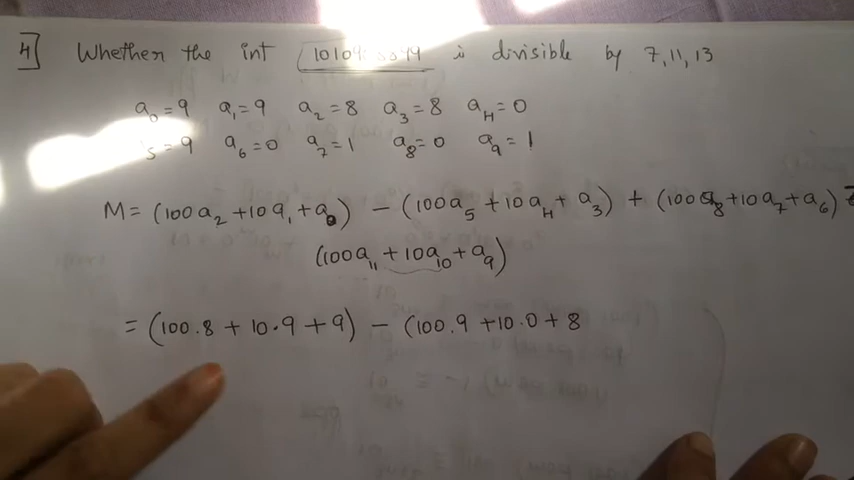 4 Whether the int is divisible by 7,11,13
a₀=9 a₁=9 a₂=8 a₃=8 a₄=0
₅=9 a₆=0 a₇=1 a₈=0 a₉=1
M= (100a₂+10a₁+a₀) - (100a₅+10a₄+a₃) + (100a₈+10a₇+a₆) -
(100a₁₁+10a₁₀+a₉)
= (100.8 + 10.9 + 9) - (100.9 +10.0 + 8